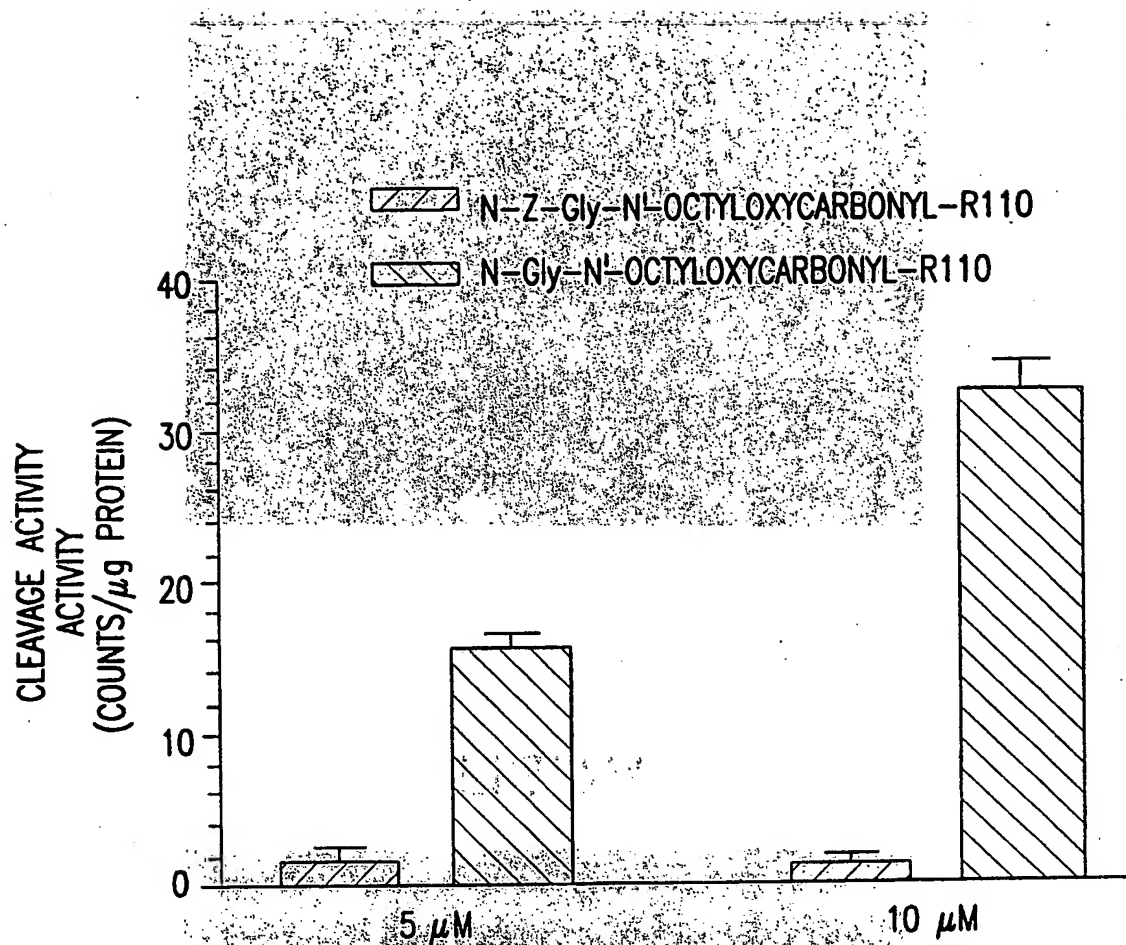 N-Z-Gly-N'-OCTYLOXYCARBONYL-R110
N-Gly-N'-OCTYLOXYCARBONYL-R110
40
30
20
10
0
CLEAVAGE ACTIVITY
ACTIVITY
(COUNTS/μg PROTEIN)
5 μM
10 μM